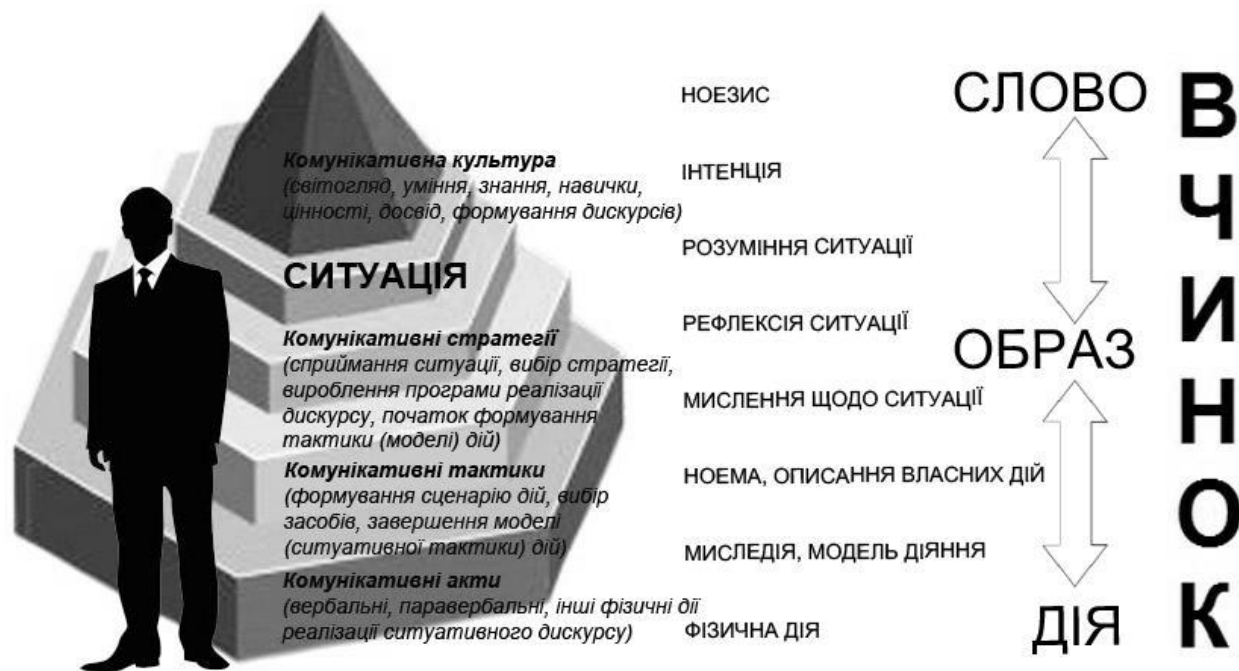 Комунікативна культура
(світогляд, уміння, знання, навички,
цінності, досвід, формування дискурсів)
СИТУАЦІЯ
Комунікативні стратегії
(сприймання ситуації, вибір стратегії,
вироблення програми реалізації
дискурсу, початок формування
тактики (моделі) дій)
Комунікативні тактики
(формування сценарію дій, вибір
засобів, завершення моделі
(ситуативної тактики) дій)
Комунікативні акти
(вербальні, паравербальні, інші фізичні дії
реалізації ситуативного дискурсу)
НОЕЗИС
ІНТЕНЦІЯ
РОЗУМІННЯ СИТУАЦІЇ
РЕФЛЕКСІЯ СИТУАЦІЇ
МИСЛЕННЯ ЩОДО СИТУАЦІЇ
НОЕМА, ОПИСАННЯ ВЛАСНИХ ДІЙ
МИСЛЕДІЯ, МОДЕЛЬ ДІЯННЯ
ФІЗИЧНА ДІЯ
СЛОВО
ОБРАЗ
ДІЯ
ВЧИНОК